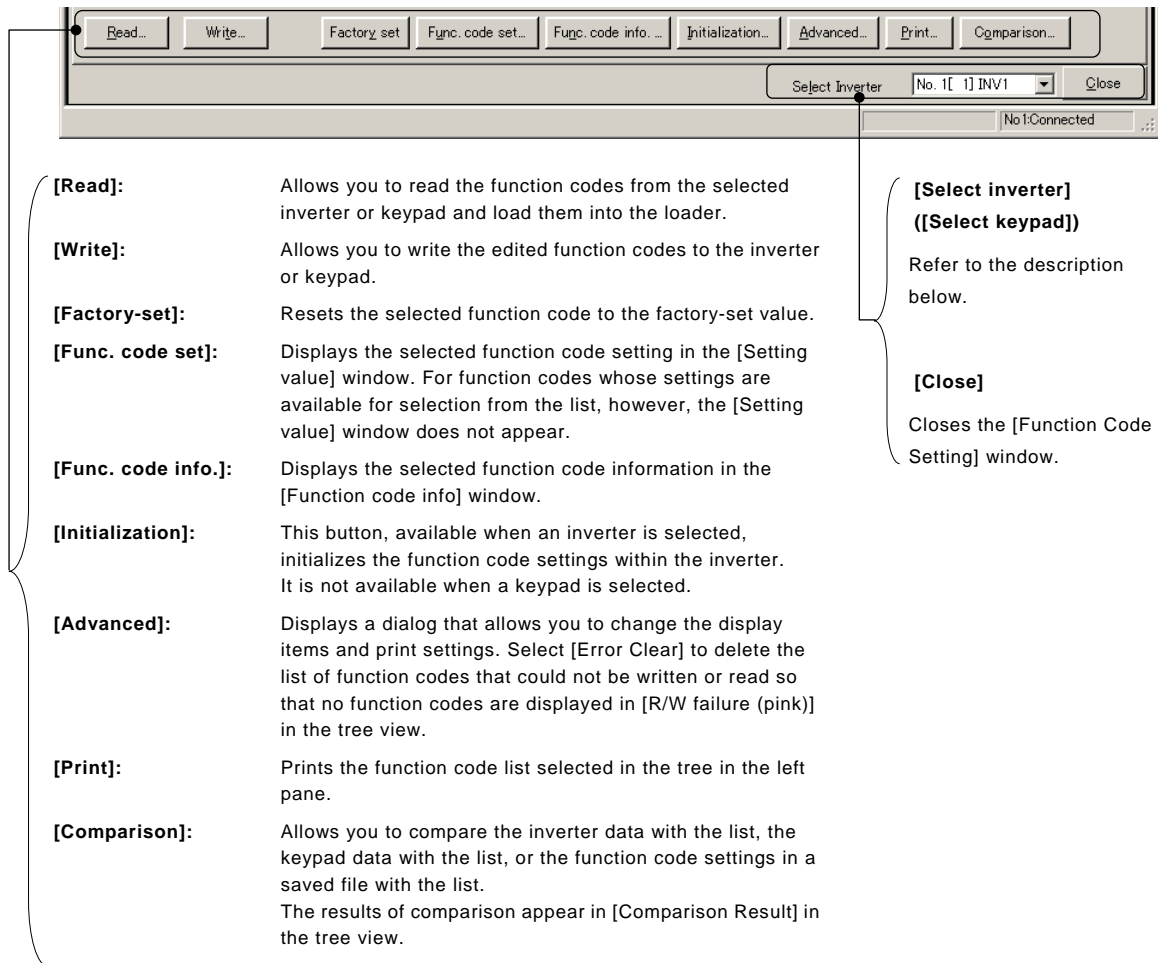 Read... Write... Factory set Func. code set... Func. code info. ... Initialization... Advanced... Print... Comparison...
Select Inverter No. 1[ 1] INV1 Close
No1:Connected
[Read]: Allows you to read the function codes from the selected
inverter or keypad and load them into the loader.
[Write]: Allows you to write the edited function codes to the inverter
or keypad.
[Factory-set]: Resets the selected function code to the factory-set value.
[Func. code set]: Displays the selected function code setting in the [Setting
value] window. For function codes whose settings are
available for selection from the list, however, the [Setting
value] window does not appear.
[Func. code info.]: Displays the selected function code information in the
[Function code info] window.
[Initialization]: This button, available when an inverter is selected,
initializes the function code settings within the inverter.
It is not available when a keypad is selected.
[Advanced]: Displays a dialog that allows you to change the display
items and print settings. Select [Error Clear] to delete the
list of function codes that could not be written or read so
that no function codes are displayed in [R/W failure (pink)]
in the tree view.
[Print]: Prints the function code list selected in the tree in the left
pane.
[Comparison]: Allows you to compare the inverter data with the list, the
keypad data with the list, or the function code settings in a
saved file with the list.
The results of comparison appear in [Comparison Result] in
the tree view.
[Select inverter]
([Select keypad])
Refer to the description
below.
[Close]
Closes the [Function Code
Setting] window.